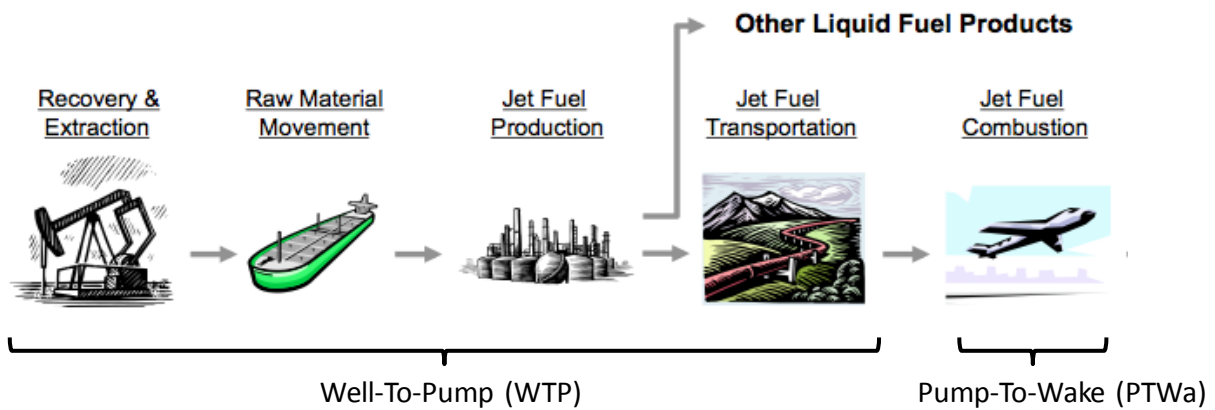 Other Liquid Fuel Products
Recovery &
Extraction
Raw Material
Movement
Jet Fuel
Production
Jet Fuel
Transportation
Jet Fuel
Combustion
Well-To-Pump (WTP)
Pump-To-Wake (PTWa)